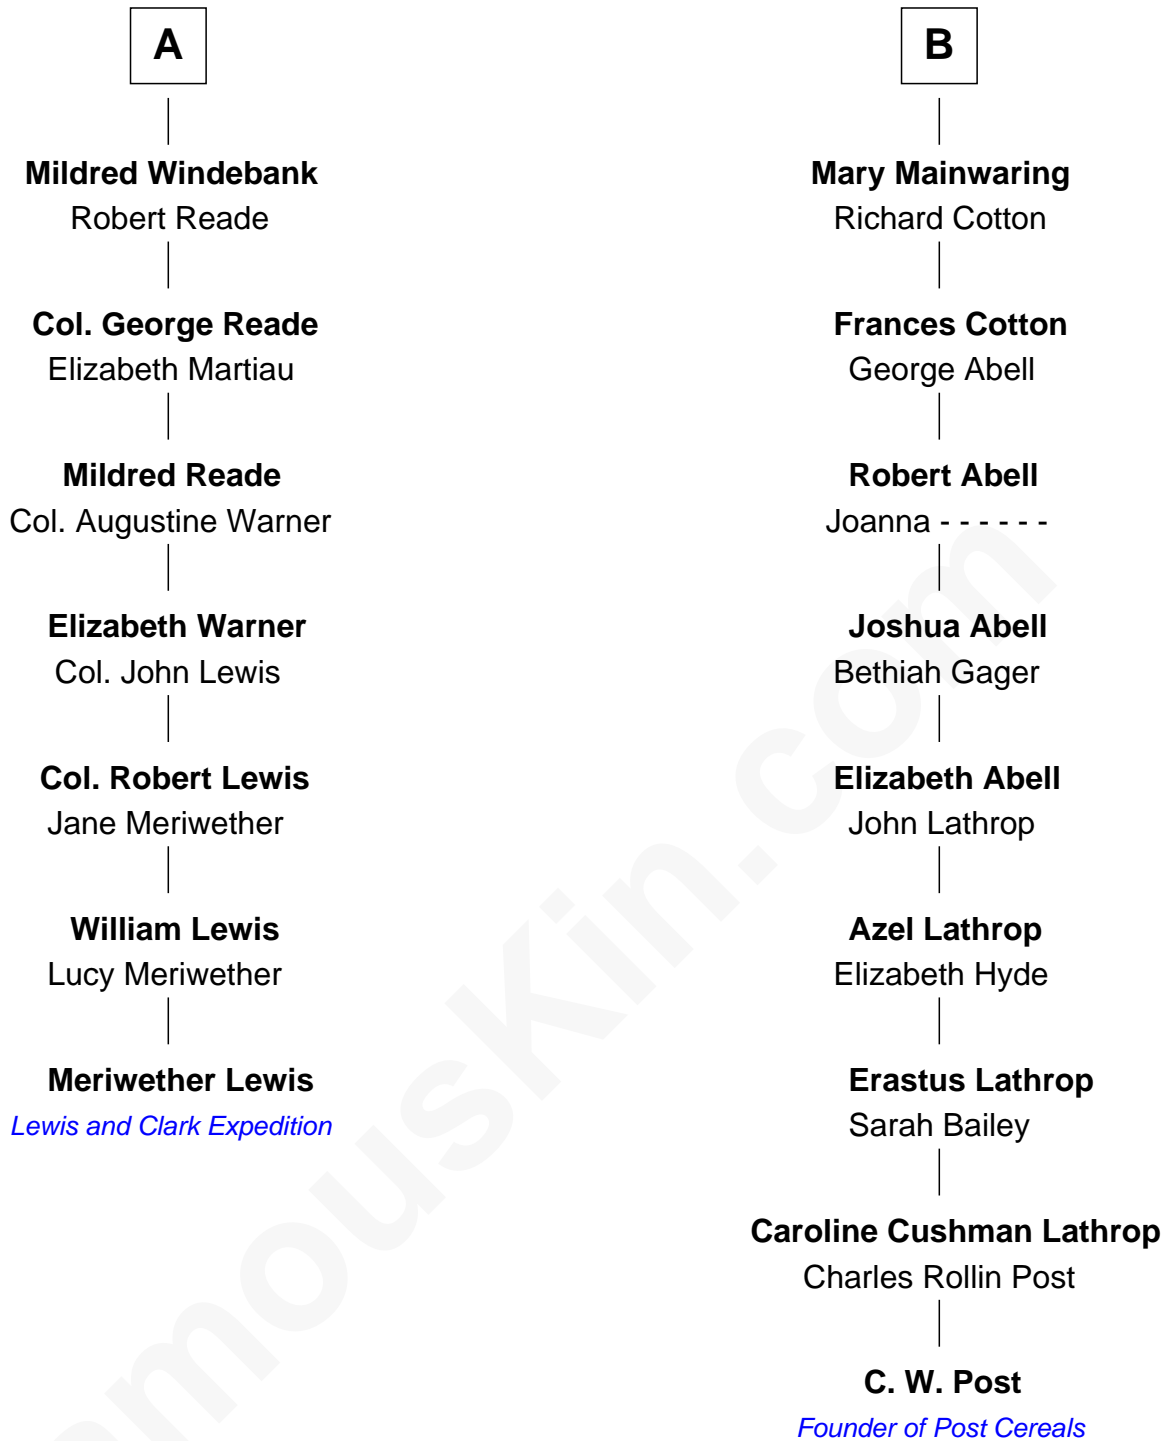 A
Mildred Windebank
Robert Reade
Col. George Reade
Elizabeth Martiau
Mildred Reade
Col. Augustine Warner
Elizabeth Warner
Col. John Lewis
Col. Robert Lewis
Jane Meriwether
William Lewis
Lucy Meriwether
Meriwether Lewis
Lewis and Clark Expedition
B
Mary Mainwaring
Richard Cotton
Frances Cotton
George Abell
Robert Abell
Joanna - - - - - -
Joshua Abell
Bethiah Gager
Elizabeth Abell
John Lathrop
Azel Lathrop
Elizabeth Hyde
Erastus Lathrop
Sarah Bailey
Caroline Cushman Lathrop
Charles Rollin Post
C. W. Post
Founder of Post Cereals
amouskin.com